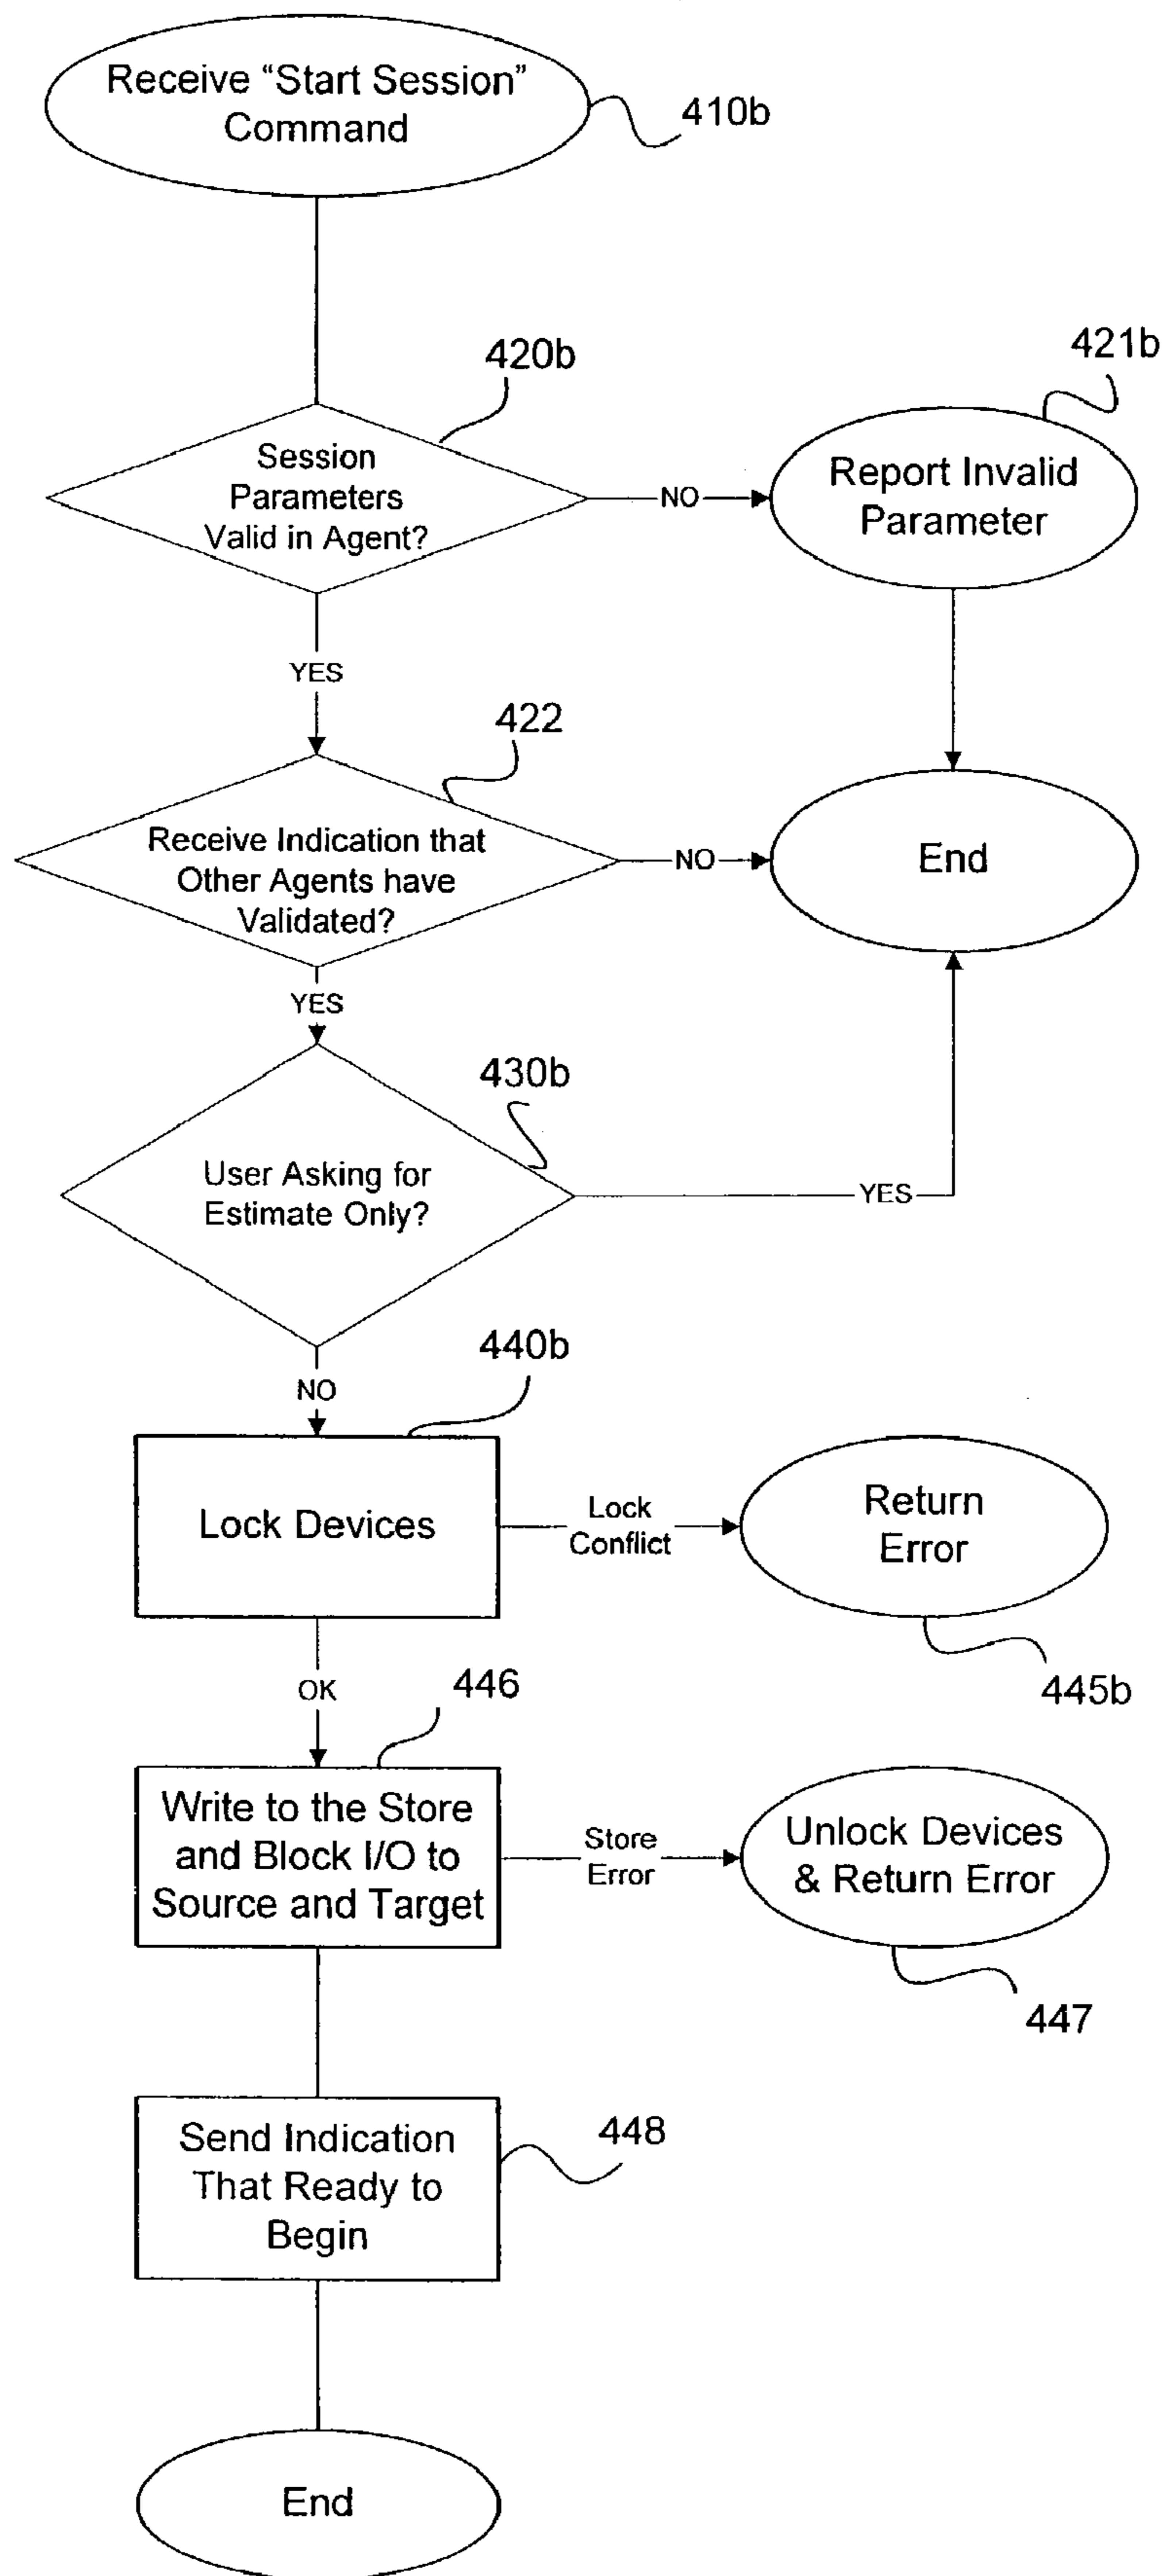 Receive “Start Session”
Command
410b
420b
421b
Session
Parameters
Valid in Agent?
NO
Report Invalid
Parameter
YES
422
Receive Indication that
Other Agents have
Validated?
NO
End
YES
430b
User Asking for
Estimate Only?
YES
NO
440b
Lock Devices
Lock
Conflict
Return
Error
445b
OK
446
Write to the Store
and Block I/O to
Source and Target
Store
Error
Unlock Devices
& Return Error
447
Send Indication
That Ready to
Begin
448
End